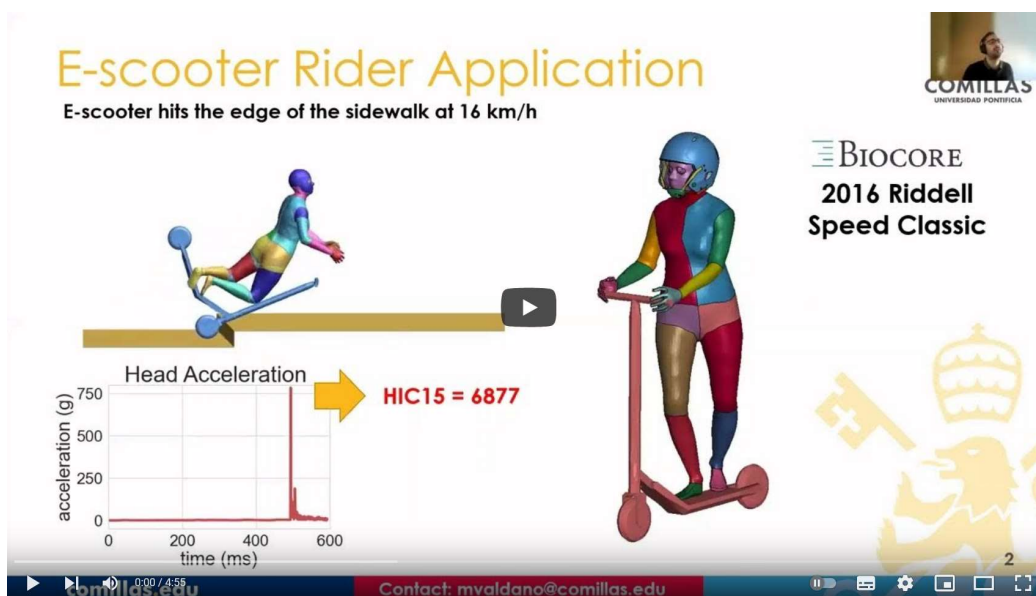 E-scooter Rider Application
E-scooter hits the edge of the sidewalk at 16 km/h
COMILLAS
UNIVERSIDAD PONTIFICIA
BIOCORE
2016 Riddell
Speed Classic
Head Acceleration
HIC15 = 6877
acceleration (g)
750
500
250
0
0 200 400 600
time (ms)
2
0:00 / 4:55
comillas.edu
Contact: mvaldano@comillas.edu